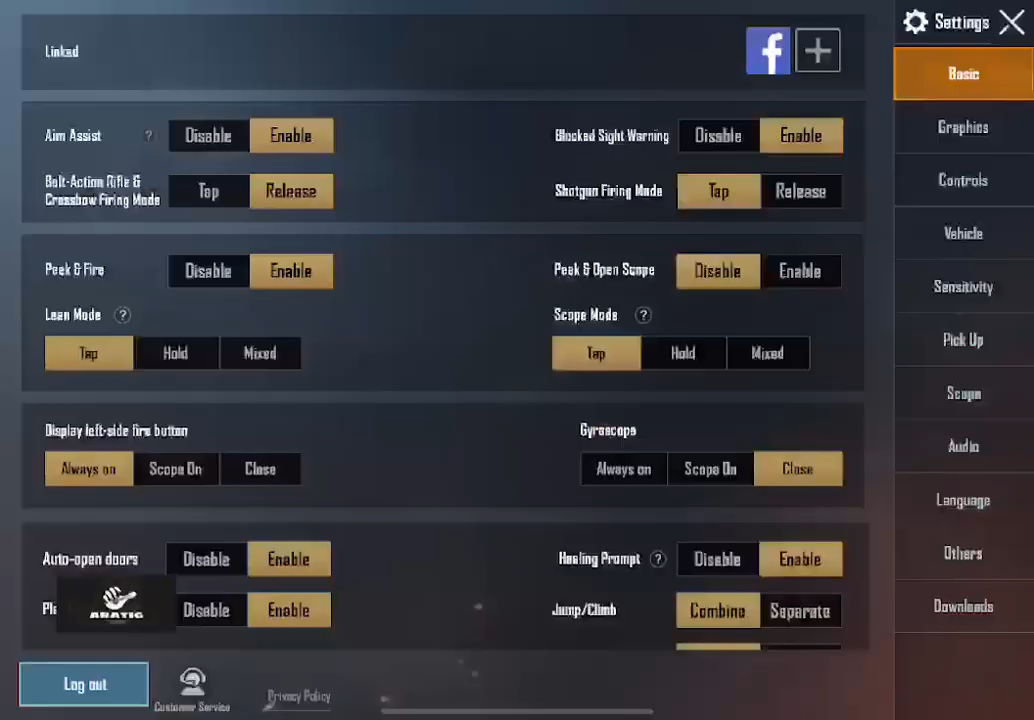 Linked
Settings
Basic
Graphics
Controls
Vehicle
Sensitivity
Pick Up
Scope
Audio
Language
Others
Downloads
Aim Assist ? Disable Enable
Blocked Sight Warning Disable Enable
Bolt-Action Rifle &
Crossbow Firing Mode
Tap Release
Shotgun Firing Mode Tap Release
Peek & Fire Disable Enable
Peek & Open Scope Disable Enable
Lean Mode ?
Tap Hold Mixed
Scope Mode ?
Tap Hold Mixed
Display left-side fire button
Always on Scope On Close
Gyroscope
Always on Scope On Close
Auto-open doors Disable Enable
Healing Prompt ? Disable Enable
Disable Enable
Jump/Climb Combine Separate
Log out
Customer Service
Privacy Policy